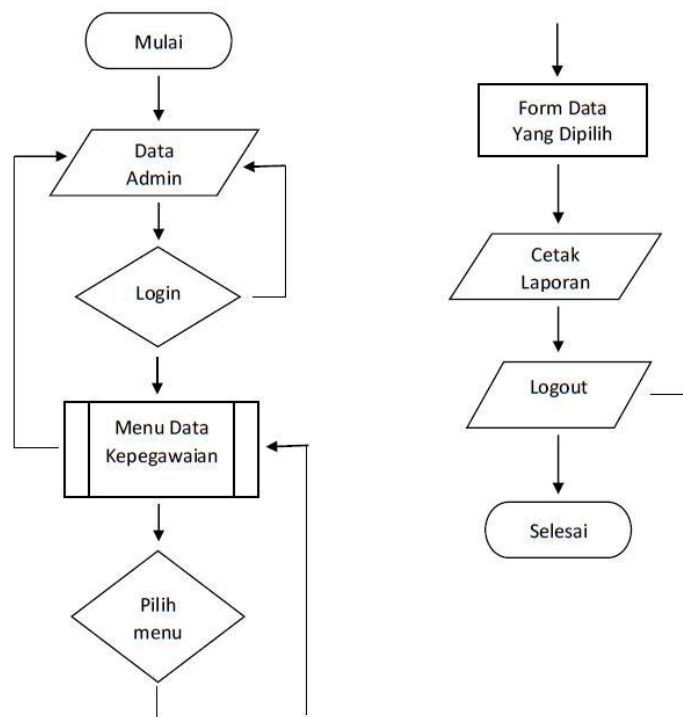 Mulai
Data
Admin
Login
Menu Data
Kepegawaian
Pilih
menu
Form Data
Yang Dipilih
Cetak
Laporan
Logout
Selesai